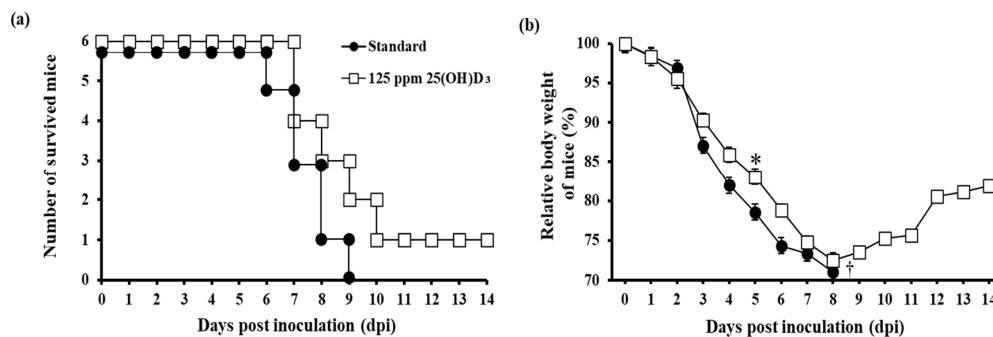 (a)
Number of survived mice
6
5
4
3
2
1
0
0 1 2 3 4 5 6 7 8 9 10 11 12 13 14
Days post inoculation (dpi)
Standard
125 ppm 25(OH)D3
(b)
Relative body weight
of mice (%)
100
95
90
85
80
75
70
*
†
0 1 2 3 4 5 6 7 8 9 10 11 12 13 14
Days post inoculation (dpi)